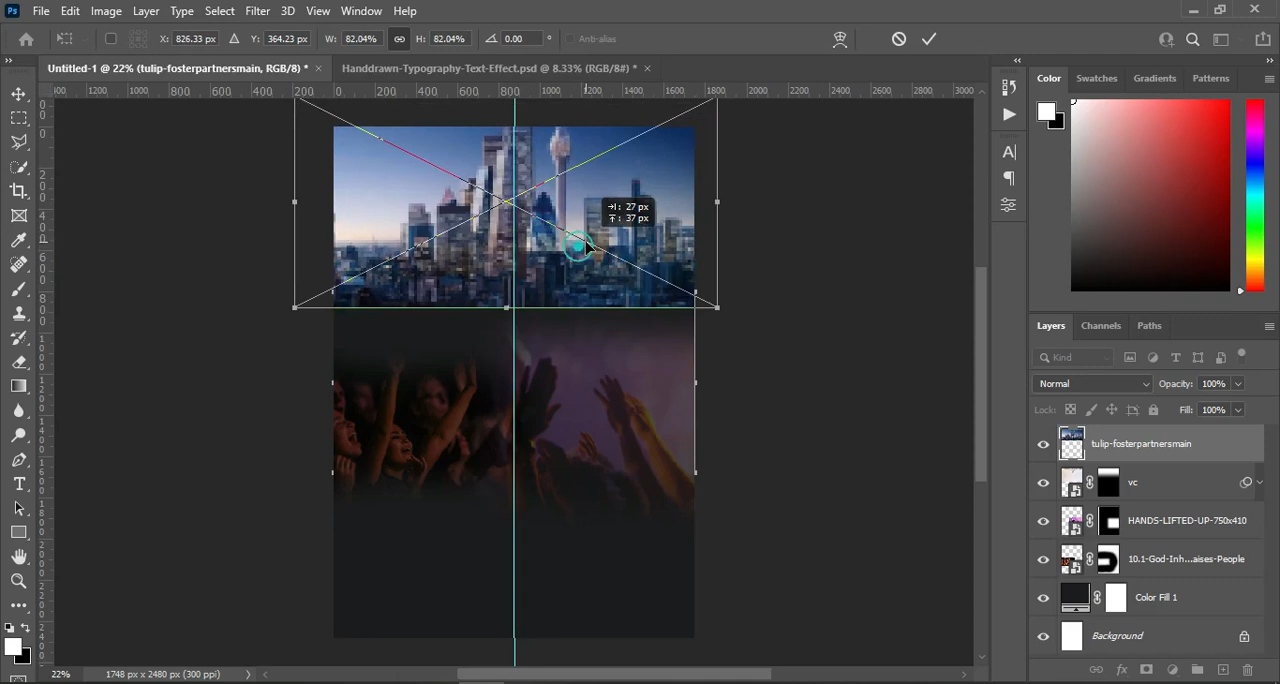 Ps File Edit Image Layer Type Select Filter 3D View Window Help
X: 826.33 px Y: 364.23 px W: 82.04% H: 82.04% 0.00 ° Anti-alias
Untitled-1 @ 22% (tulip-fosterpartnersmain, RGB/8) * × Handdrawn-Typography-Text-Effect.psd @ 8.33% (RGB/8#) * ×
1200 1000 800 600 400 200 0 200 400 600 800 1000 1200 1400 1600 1800 2000 2200 2400 2600 2800 3000
27 px
37 px
Color Swatches Gradients Patterns
Layers Channels Paths
Kind
Normal Opacity: 100%
Lock: Fill: 100%
tulip-fosterpartnersmain
vc
HANDS-LIFTED-UP-750x410
10.1-God-Inh...aises-People
Color Fill 1
Background
22% 1748 px x 2480 px (300 ppi)